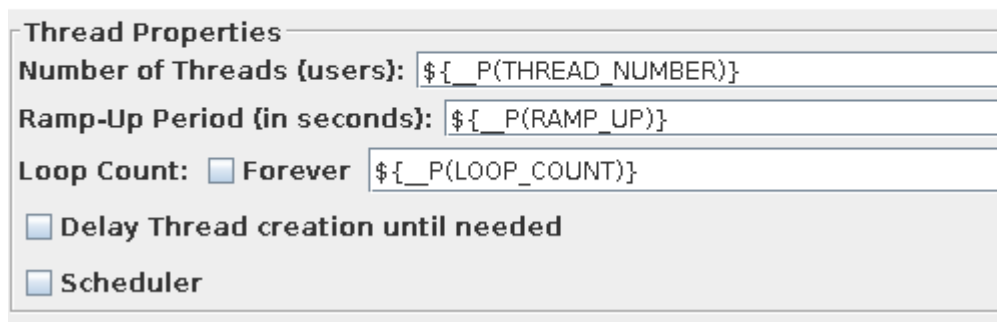 Thread Properties
Number of Threads (users): ${__P(THREAD_NUMBER)}
Ramp-Up Period (in seconds): ${__P(RAMP_UP)}
Loop Count: Forever ${__P(LOOP_COUNT)}
Delay Thread creation until needed
Scheduler